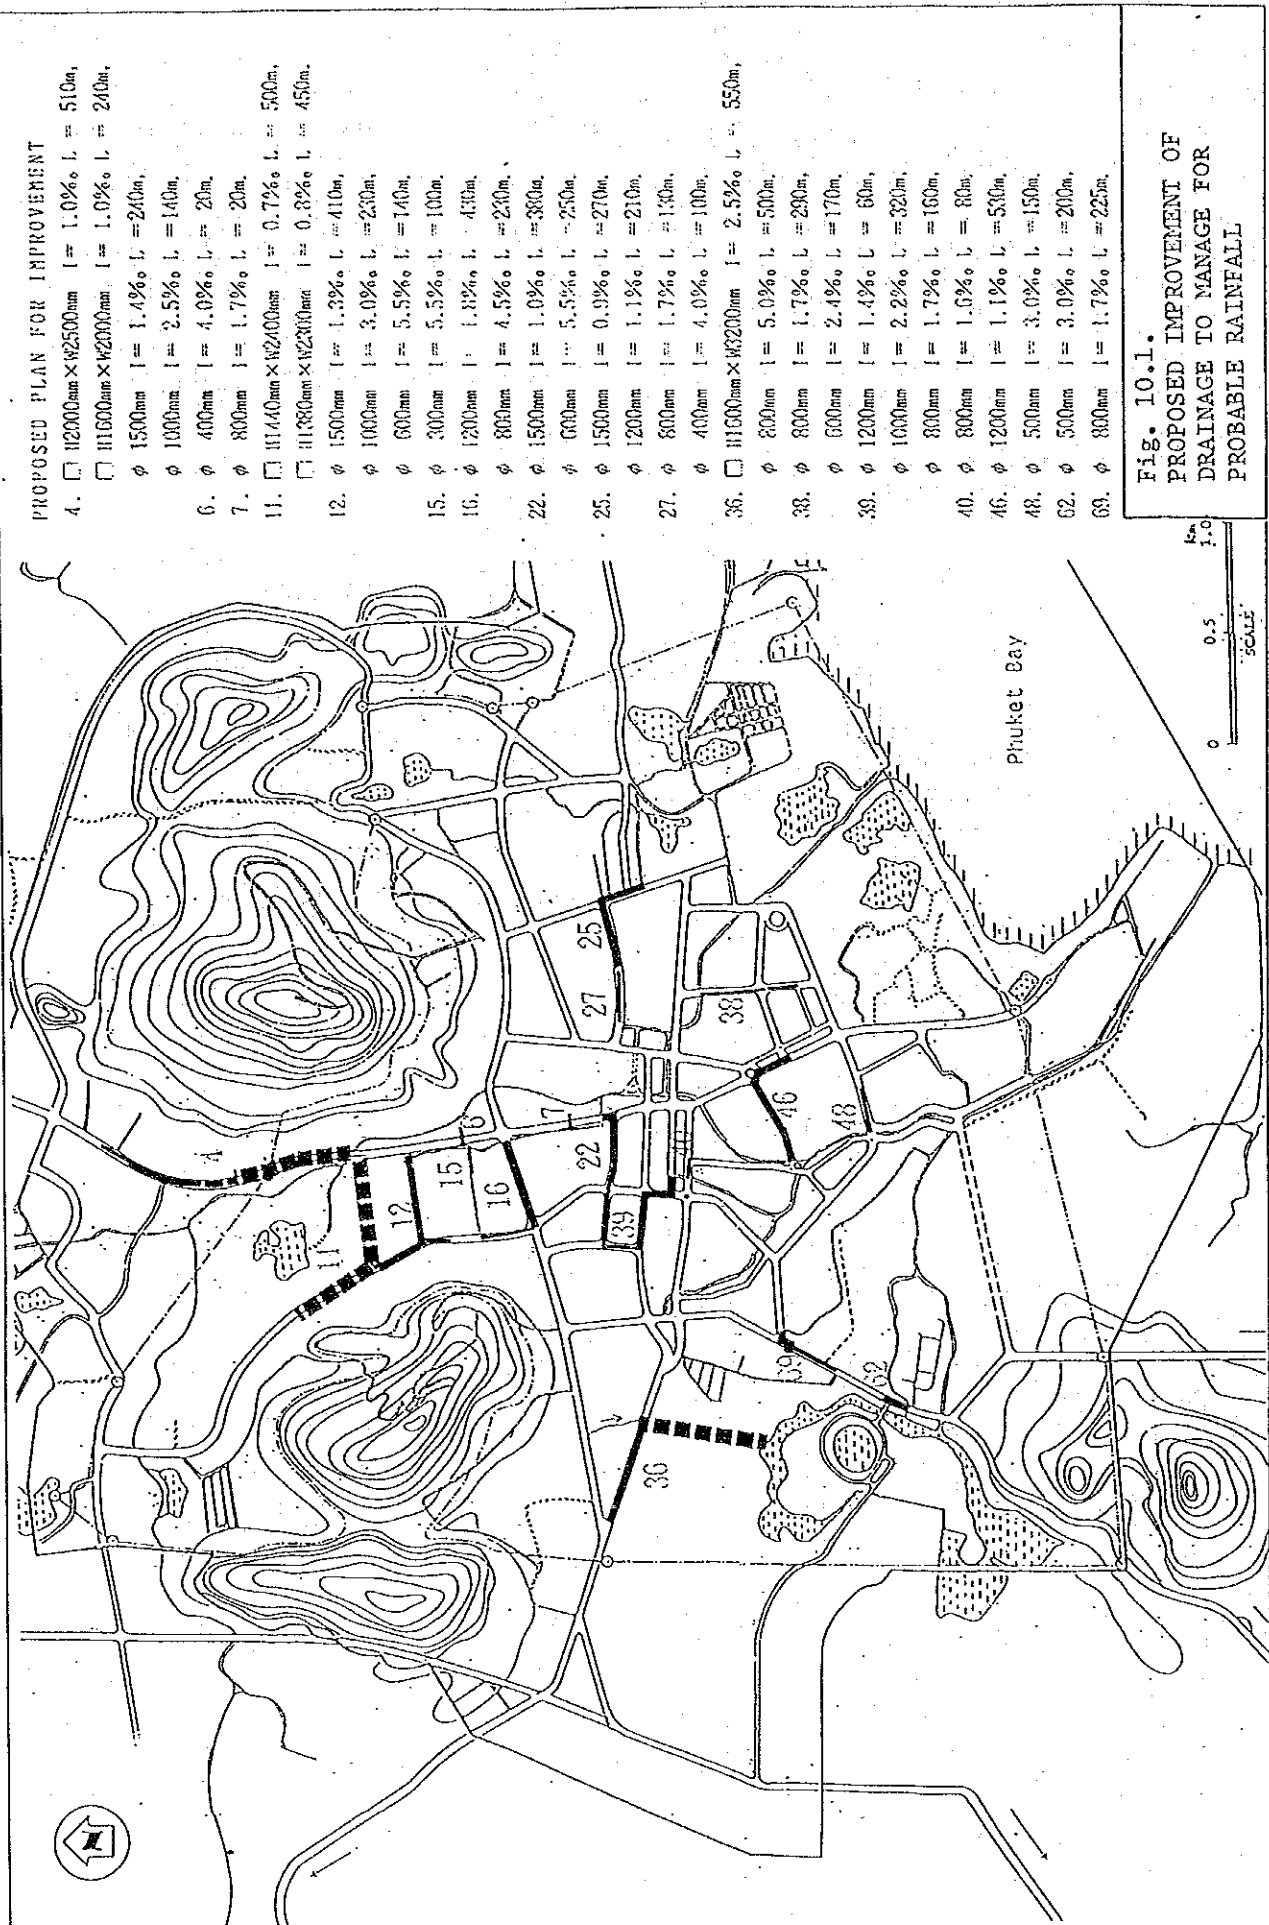 PROPOSED PLAN FOR IMPROVEMENT
4. □ H2000mm×W2500mm I= 1.0‰ L = 510m,
□ H1600mm×W2000mm I= 1.0‰ L = 240m,
φ 1500mm I= 1.4‰ L =240m,
φ 1000mm I= 2.5‰ L =140m,
6. φ 400mm I= 4.0‰ L = 20m,
7. φ 800mm I= 1.7‰ L = 20m,
11. □ H1440mm×W2400mm I= 0.7‰ L = 500m,
□ H1380mm×W2300mm I= 0.8‰ L = 450m,
12. φ 1500mm I= 1.3‰ L =410m,
φ 1000mm I= 3.0‰ L =230m,
φ 600mm I= 5.5‰ L =140m,
15. φ 300mm I= 5.5‰ L =100m,
16. φ 1200mm I= 1.8‰ L =430m,
φ 800mm I= 4.5‰ L =230m,
22. φ 1500mm I= 1.0‰ L =380m,
φ 600mm I= 5.5‰ L =250m,
25. φ 1500mm I= 0.9‰ L =270m,
φ 1200mm I= 1.1‰ L =210m,
27. φ 800mm I= 1.7‰ L =130m,
φ 400mm I= 4.0‰ L =100m,
36. □ H1600mm×W3200mm I= 2.5‰ L = 550m,
φ 800mm I= 5.0‰ L =500m,
38. φ 800mm I= 1.7‰ L =290m,
φ 600mm I= 2.4‰ L =170m,
39. φ 1200mm I= 1.4‰ L = 60m,
φ 1000mm I= 2.2‰ L =320m,
φ 800mm I= 1.7‰ L =160m,
40. φ 800mm I= 1.6‰ L = 80m,
46. φ 1200mm I= 1.1‰ L =530m,
48. φ 500mm I= 3.0‰ L =150m,
62. φ 500mm I= 3.0‰ L =200m,
69. φ 800mm I= 1.7‰ L =225m,
Fig. 10.1.
PROPOSED IMPROVEMENT OF
DRAINAGE TO MANAGE FOR
PROBABLE RAINFALL
4
11
12
15
6
16
7
22
39
27
25
38
46
48
40
36
62
Phuket Bay
0 0.5 1.0
km
SCALE
N